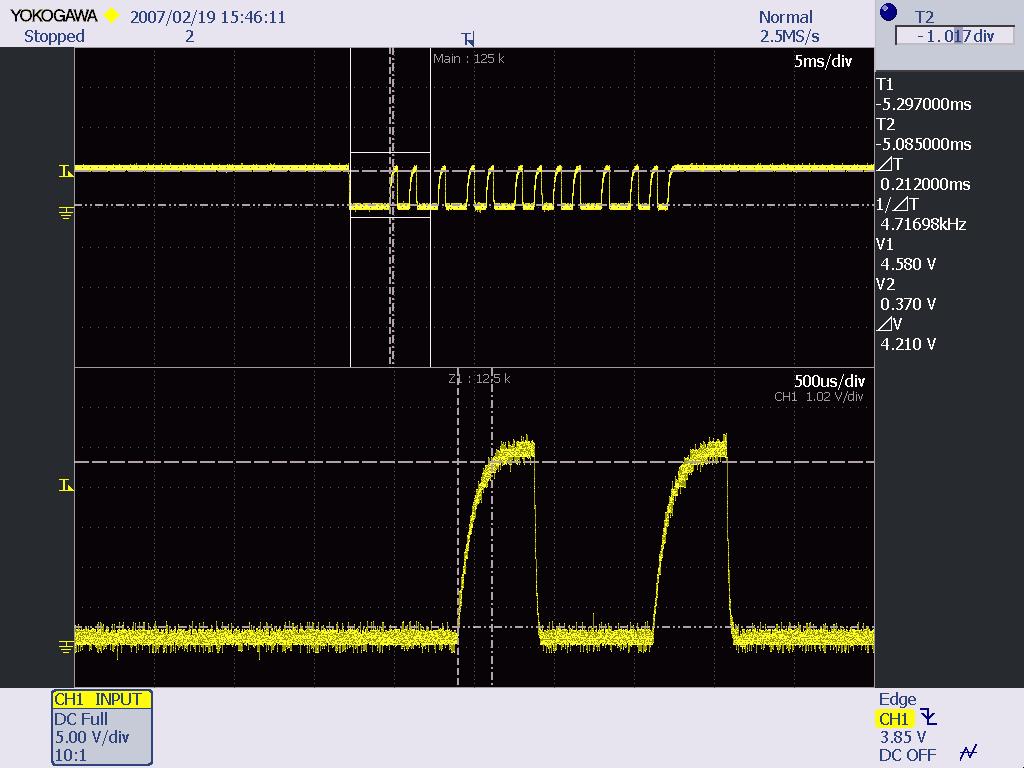 YOKOGAWA 2007/02/19 15:46:11 Normal T2
Stopped 2 2.5MS/s -1.017div
T
Main : 125 k 5ms/div
T1
-5.297000ms
T2
-5.085000ms
⊿T
0.212000ms
1/⊿T
4.71698kHz
V1
4.580 V
V2
0.370 V
⊿V
4.210 V
Z1 : 12.5 k 500us/div
CH1 1.02 V/div
CH1 INPUT
DC Full
5.00 V/div
10:1
Edge
CH1
3.85 V
DC OFF